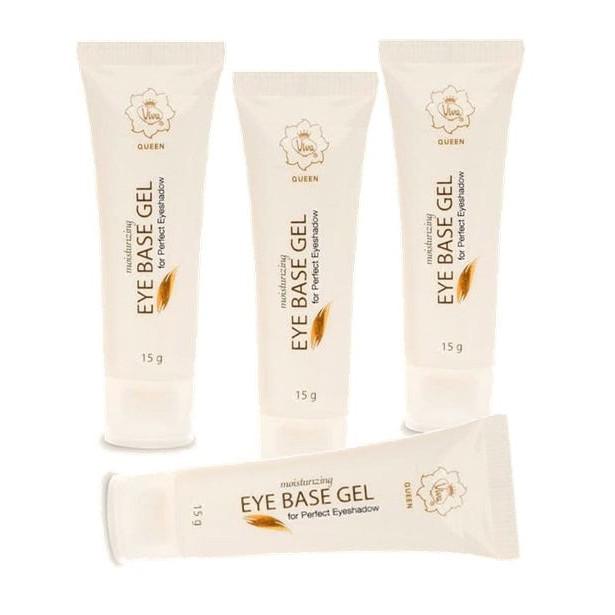 Viva
QUEEN
moisturizing
EYE BASE GEL
for Perfect Eyeshadow
15 g
Viva
QUEEN
moisturizing
EYE BASE GEL
for Perfect Eyeshadow
15 g
Viva
QUEEN
moisturizing
EYE BASE GEL
for Perfect Eyeshadow
15 g
moisturizing
EYE BASE GEL
for Perfect Eyeshadow
15 g
Viva
QUEEN